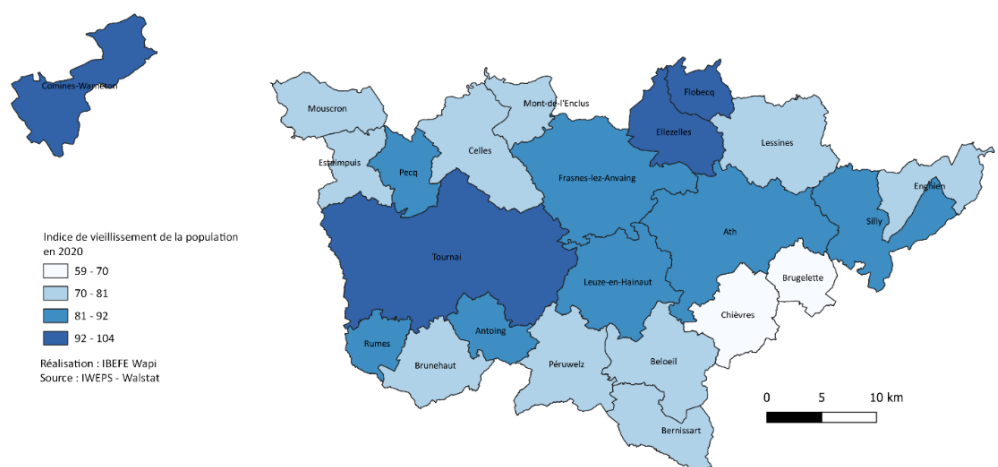 Comines-Warneton
Flobecq
Mouscron
Mont-de-l'Enclus
Ellezelles
Lessines
Celles
Estaimpuis
Pecq
Frasnes-lez-Anvaing
Enghien
Silly
Ath
Tournai
Brugelette
Leuze-en-Hainaut
Chièvres
Rumes
Antoing
Brunehaut
Péruwelz
Beloeil
Bernissart
Indice de vieillissement de la population
en 2020
59 - 70
70 - 81
81 - 92
92 - 104
Réalisation : IBEFE Wapi
Source : IWEPS - Walstat
0 5 10 km